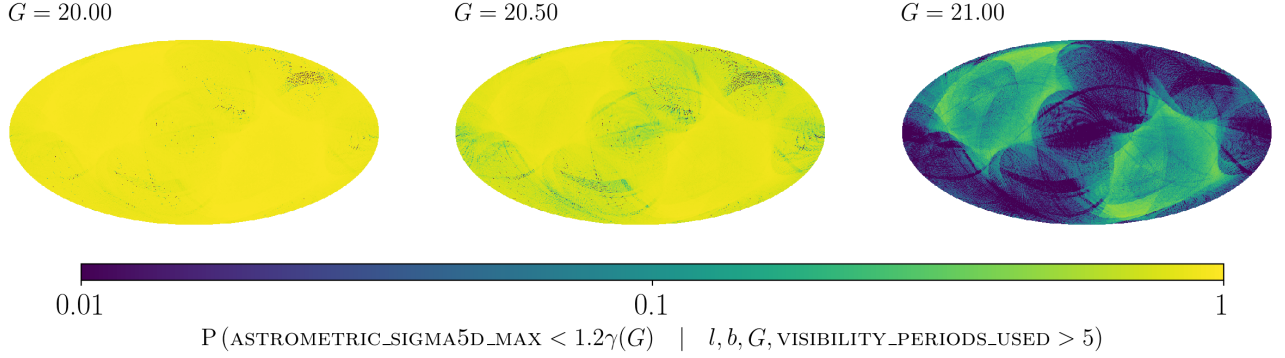 G = 20.00
G = 20.50
G = 21.00
0.01
0.1
1
P (ASTROMETRIC_SIGMA5D_MAX < 1.2γ(G) | l, b, G, VISIBILITY_PERIODS_USED > 5)